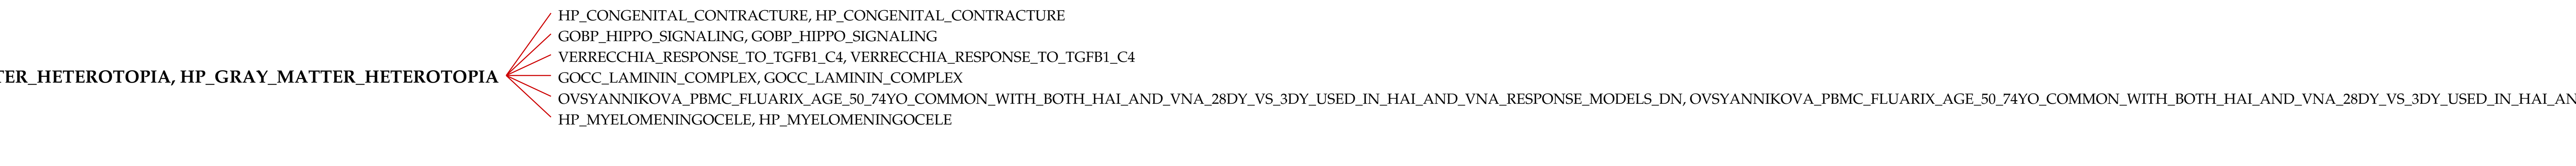 HP_CONGENITAL_CONTRACTURE, HP_CONGENITAL_CONTRACTURE
GOBP_HIPPO_SIGNALING, GOBP_HIPPO_SIGNALING
VERRECCHIA_RESPONSE_TO_TGFB1_C4, VERRECCHIA_RESPONSE_TO_TGFB1_C4
TER_HETEROTOPIA, HP_GRAY_MATTER_HETEROTOPIA
GOCC_LAMININ_COMPLEX, GOCC_LAMININ_COMPLEX
OVSYANNIKOVA_PBMC_FLUARIX_AGE_50_74YO_COMMON_WITH_BOTH_HAI_AND_VNA_28DY_VS_3DY_USED_IN_HAI_AND_VNA_RESPONSE_MODELS_DN, OVSYANNIKOVA_PBMC_FLUARIX_AGE_50_74YO_COMMON_WITH_BOTH_HAI_AND_VNA_28DY_VS_3DY_USED_IN_HAI_AN
HP_MYELOMENINGOCELE, HP_MYELOMENINGOCELE